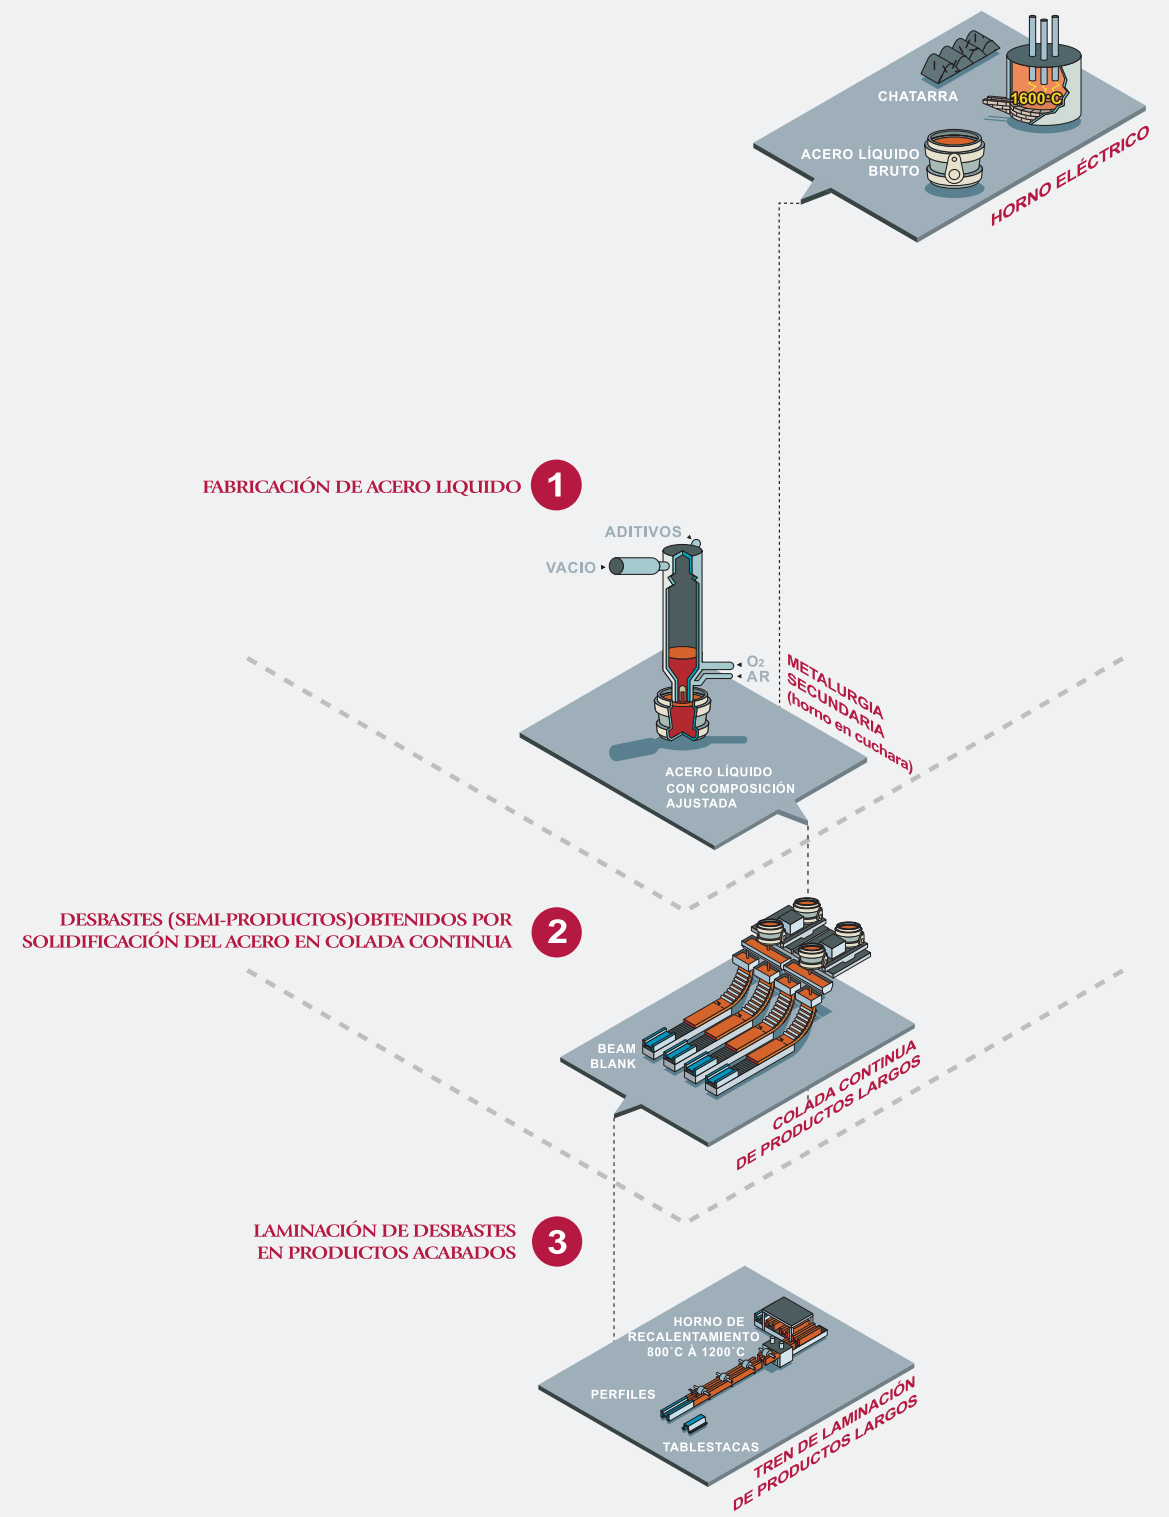 CHATARRA
1600°C
ACERO LÍQUIDO
BRUTO
HORNO ELÉCTRICO
FABRICACIÓN DE ACERO LIQUIDO
1
ADITIVOS
VACIO
O2
AR
METALURGIA
SECUNDARIA
(horno en cuchara)
ACERO LÍQUIDO
CON COMPOSICIÓN
AJUSTADA
DESBASTES (SEMI-PRODUCTOS)OBTENIDOS POR
SOLIDIFICACIÓN DEL ACERO EN COLADA CONTINUA
2
BEAM
BLANK
COLADA CONTINUA
DE PRODUCTOS LARGOS
LAMINACIÓN DE DESBASTES
EN PRODUCTOS ACABADOS
3
HORNO DE
RECALENTAMIENTO
800°C À 1200°C
PERFILES
TABLESTACAS
TREN DE LAMINACIÓN
DE PRODUCTOS LARGOS